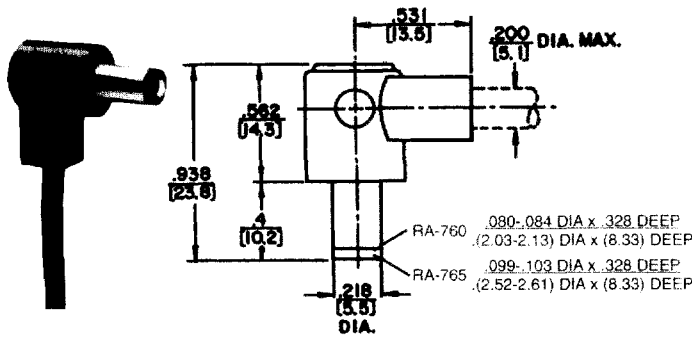 .531
[13.5]
.200
[5.1] DIA. MAX.
.562
[14.3]
.938
[23.8]
.4
[10.2]
RA-760 .080-.084 DIA x .328 DEEP
.(2.03-2.13) DIA x (8.33) DEEP
RA-765 .099-.103 DIA x .328 DEEP
.(2.52-2.61) DIA x (8.33) DEEP
.218
[5.5]
DIA.